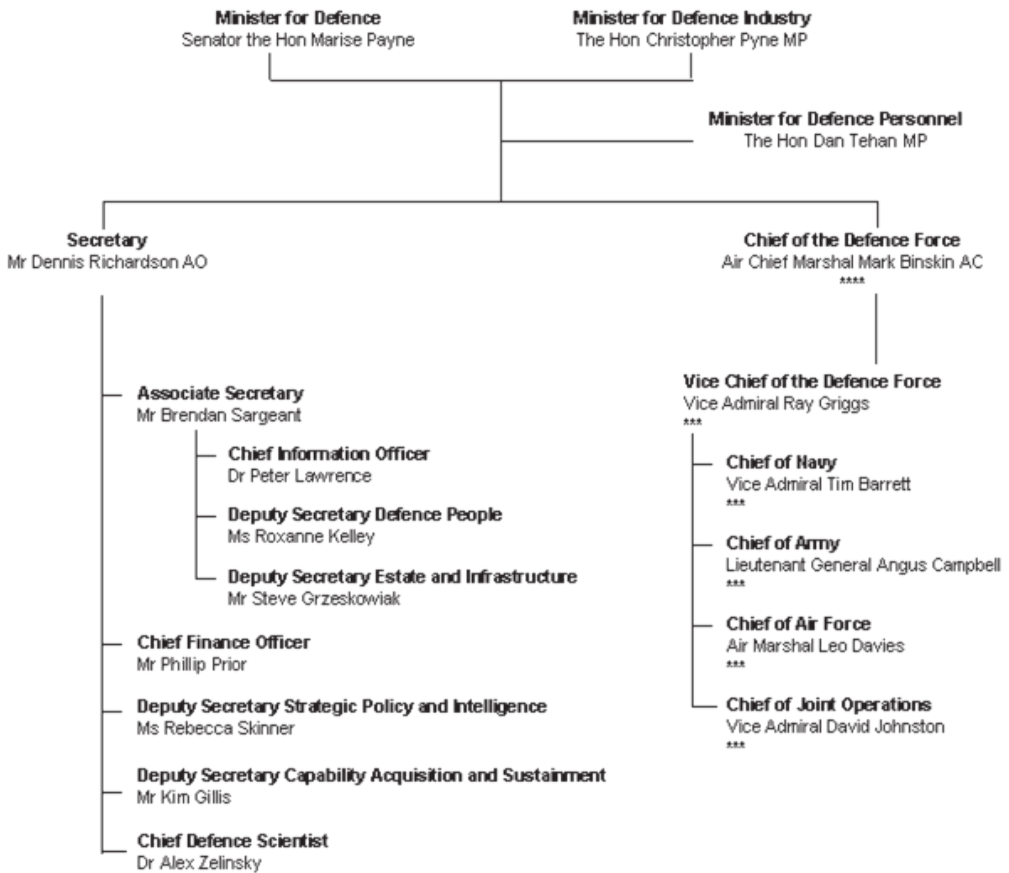 Minister for Defence
Senator the Hon Marise Payne
Minister for Defence Industry
The Hon Christopher Pyne MP
Minister for Defence Personnel
The Hon Dan Tehan MP
Secretary
Mr Dennis Richardson AO
Chief of the Defence Force
Air Chief Marshal Mark Binskin AC
****
Associate Secretary
Mr Brendan Sargeant
Chief Information Officer
Dr Peter Lawrence
Deputy Secretary Defence People
Ms Roxanne Kelley
Deputy Secretary Estate and Infrastructure
Mr Steve Grzeskowiak
Chief Finance Officer
Mr Phillip Prior
Deputy Secretary Strategic Policy and Intelligence
Ms Rebecca Skinner
Deputy Secretary Capability Acquisition and Sustainment
Mr Kim Gillis
Chief Defence Scientist
Dr Alex Zelinsky
Vice Chief of the Defence Force
Vice Admiral Ray Griggs
***
Chief of Navy
Vice Admiral Tim Barrett
***
Chief of Army
Lieutenant General Angus Campbell
***
Chief of Air Force
Air Marshal Leo Davies
***
Chief of Joint Operations
Vice Admiral David Johnston
***